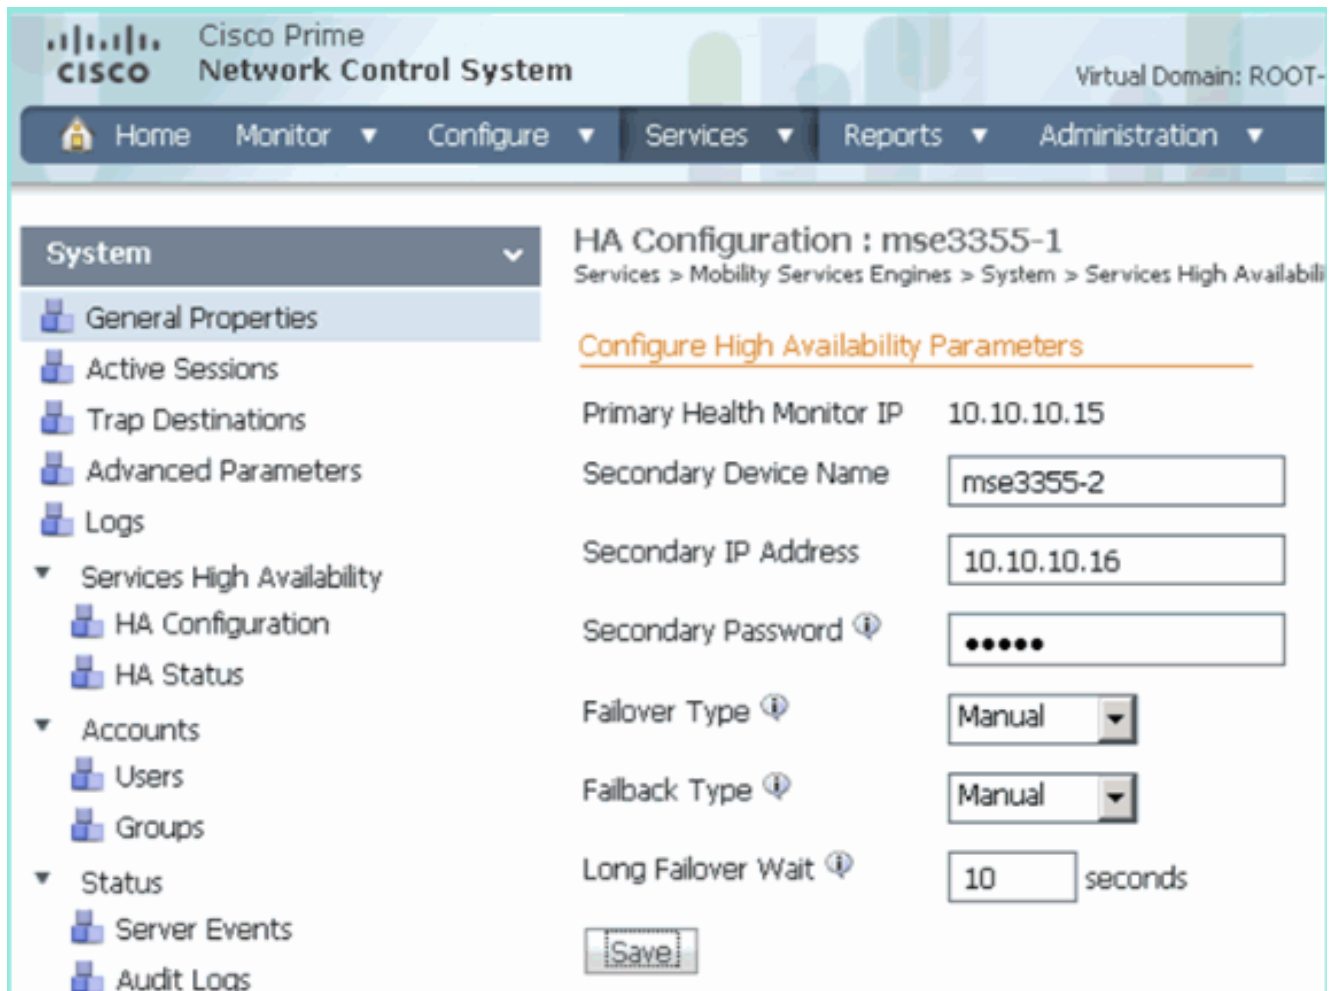 Cisco Prime
CISCO Network Control System
Virtual Domain: ROOT-
Home Monitor Configure Services Reports Administration
System
General Properties
Active Sessions
Trap Destinations
Advanced Parameters
Logs
Services High Availability
HA Configuration
HA Status
Accounts
Users
Groups
Status
Server Events
Audit Logs
HA Configuration : mse3355-1
Services > Mobility Services Engines > System > Services High Availabili
Configure High Availability Parameters
Primary Health Monitor IP 10.10.10.15
Secondary Device Name mse3355-2
Secondary IP Address 10.10.10.16
Secondary Password •••••
Failover Type Manual
Failback Type Manual
Long Failover Wait 10 seconds
Save